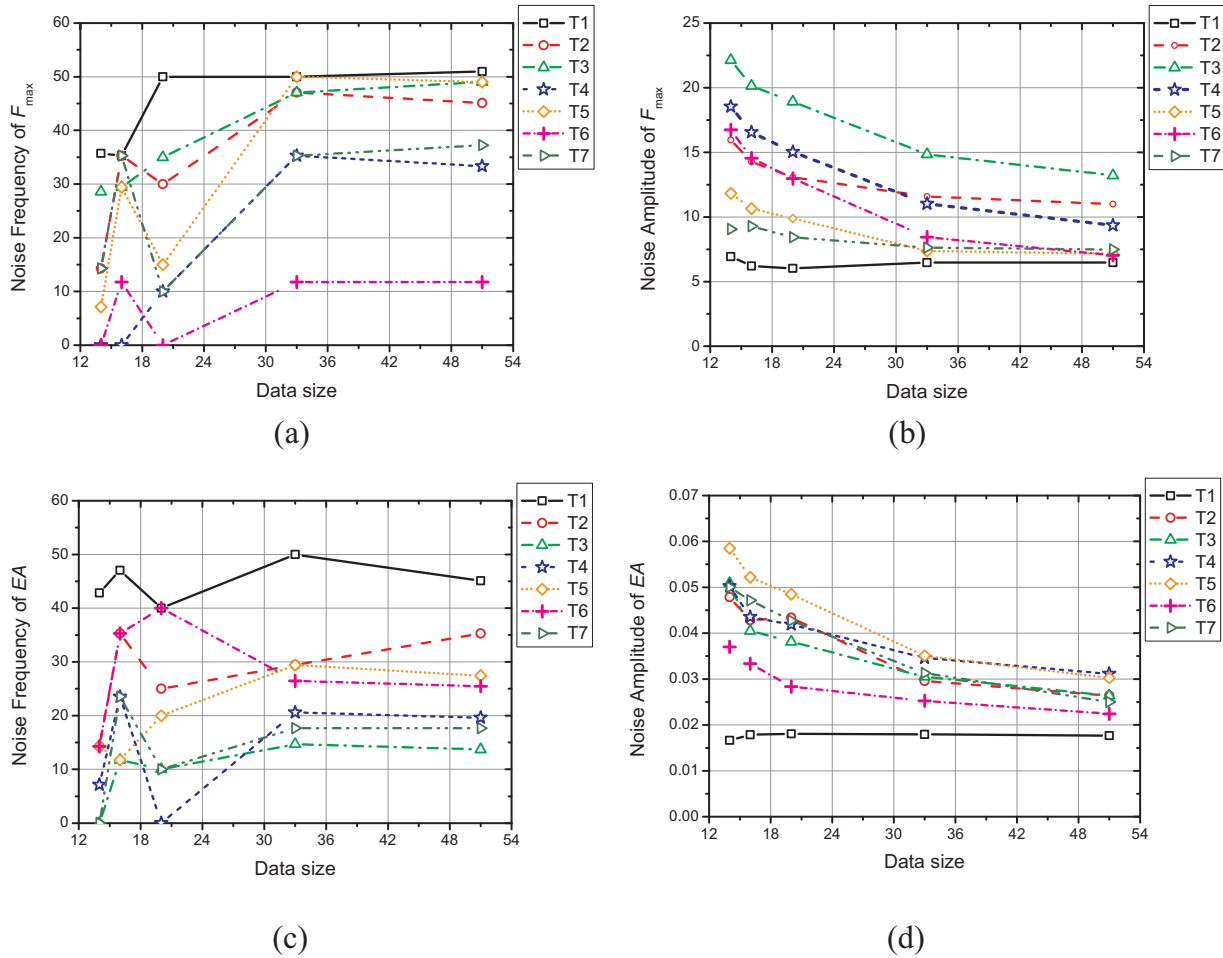 60
50
40
30
20
10
0
12 18 24 30 36 42 48 54
Noise Frequency of Fmax
Data size
T1
T2
T3
T4
T5
T6
T7
(a)
25
20
15
10
5
0
12 18 24 30 36 42 48 54
Noise Amplitude of Fmax
Data size
T1
T2
T3
T4
T5
T6
T7
(b)
60
50
40
30
20
10
0
12 18 24 30 36 42 48 54
Noise Frequency of EA
Data size
T1
T2
T3
T4
T5
T6
T7
(c)
0.07
0.06
0.05
0.04
0.03
0.02
0.01
0.00
12 18 24 30 36 42 48 54
Noise Amplitude of EA
Data size
T1
T2
T3
T4
T5
T6
T7
(d)